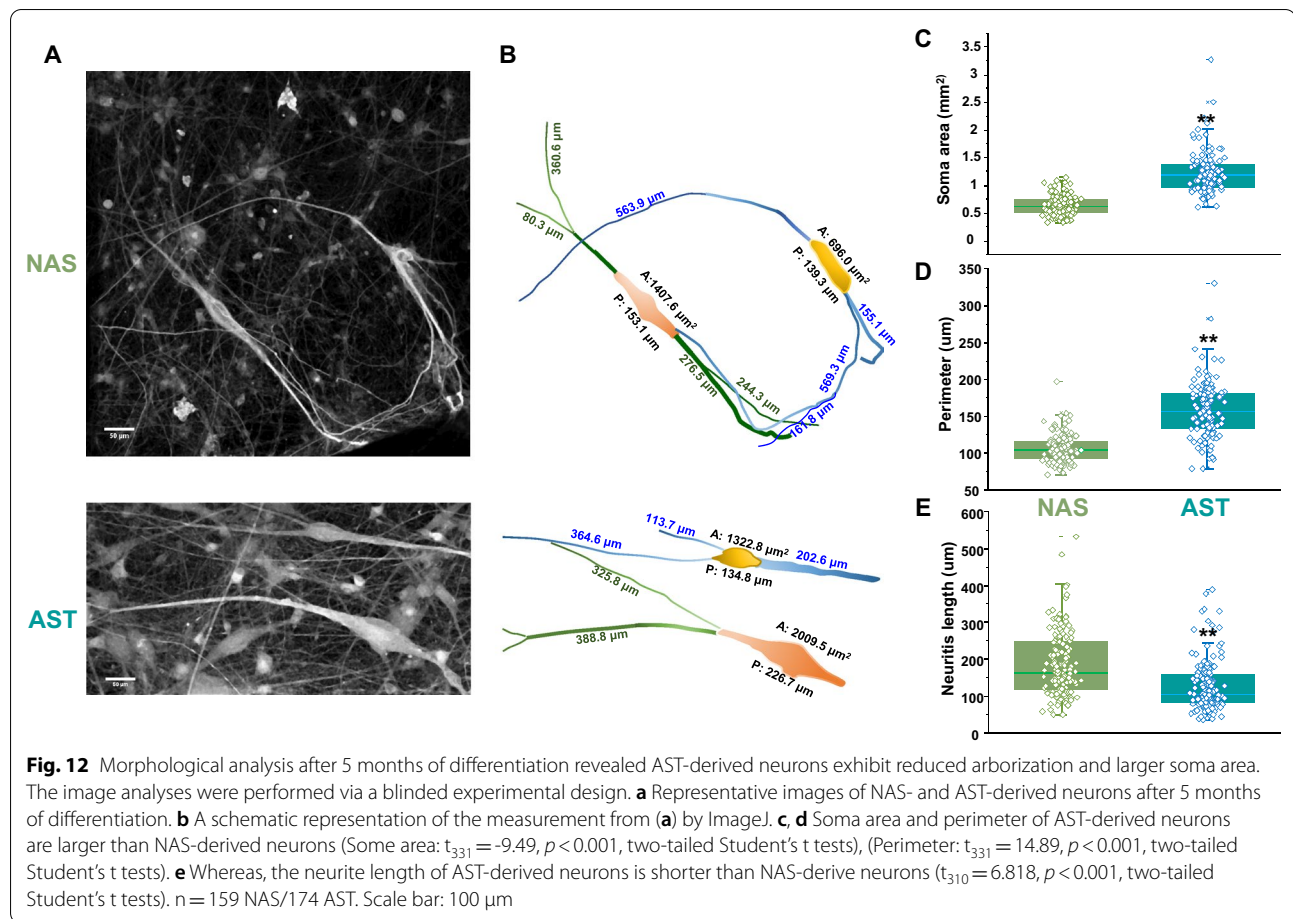 A
NAS
50 µm
AST
50 µm
B
360.6 µm
80.3 µm
563.9 µm
A: 696.0 µm²
P: 139.3 µm
A:1407.6 µm²
P: 153.1 µm
155.1 µm
276.5 µm
244.3 µm
569.3 µm
161.8 µm
113.7 µm
364.6 µm
A: 1322.8 µm²
202.6 µm
P: 134.8 µm
325.8 µm
388.8 µm
A: 2009.5 µm²
P: 226.7 µm
C
Soma area (mm²)
3.5
3
2.5
2
1.5
1
0.5
0
**
D
Perimeter (um)
350
300
250
200
150
100
50
**
E
NAS
AST
Neuritis length (um)
600
500
400
300
200
100
0
**
Fig. 12 Morphological analysis after 5 months of differentiation revealed AST-derived neurons exhibit reduced arborization and larger soma area.
The image analyses were performed via a blinded experimental design. a Representative images of NAS- and AST-derived neurons after 5 months
of differentiation. b A schematic representation of the measurement from (a) by ImageJ. c, d Soma area and perimeter of AST-derived neurons
are larger than NAS-derived neurons (Some area: t₃₃₁ = -9.49, p < 0.001, two-tailed Student's t tests), (Perimeter: t₃₃₁ = 14.89, p < 0.001, two-tailed
Student's t tests). e Whereas, the neurite length of AST-derived neurons is shorter than NAS-derive neurons (t₃₁₀ = 6.818, p < 0.001, two-tailed
Student's t tests). n = 159 NAS/174 AST. Scale bar: 100 µm